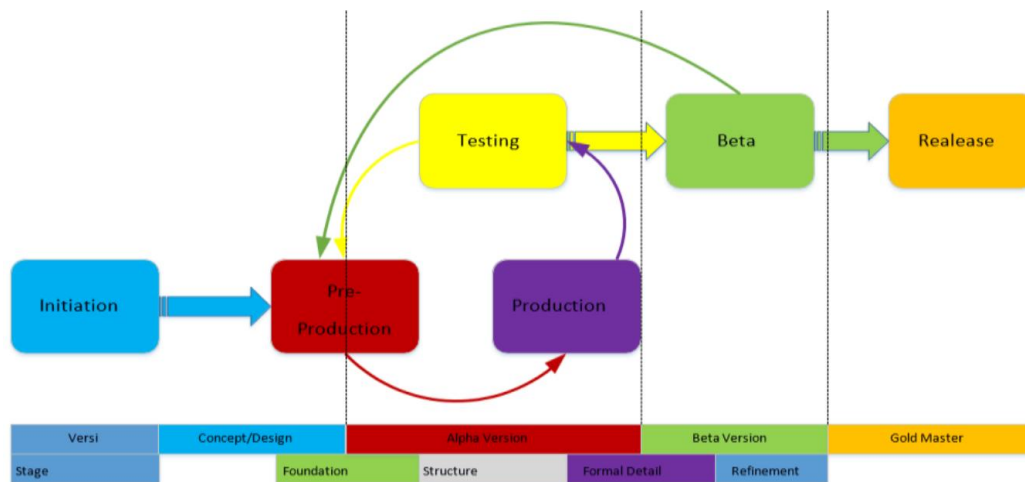 Testing
Beta
Realease
Initiation
Pre-
Production
Production
Versi
Concept/Design
Alpha Version
Beta Version
Gold Master
Stage
Foundation
Structure
Formal Detail
Refinement